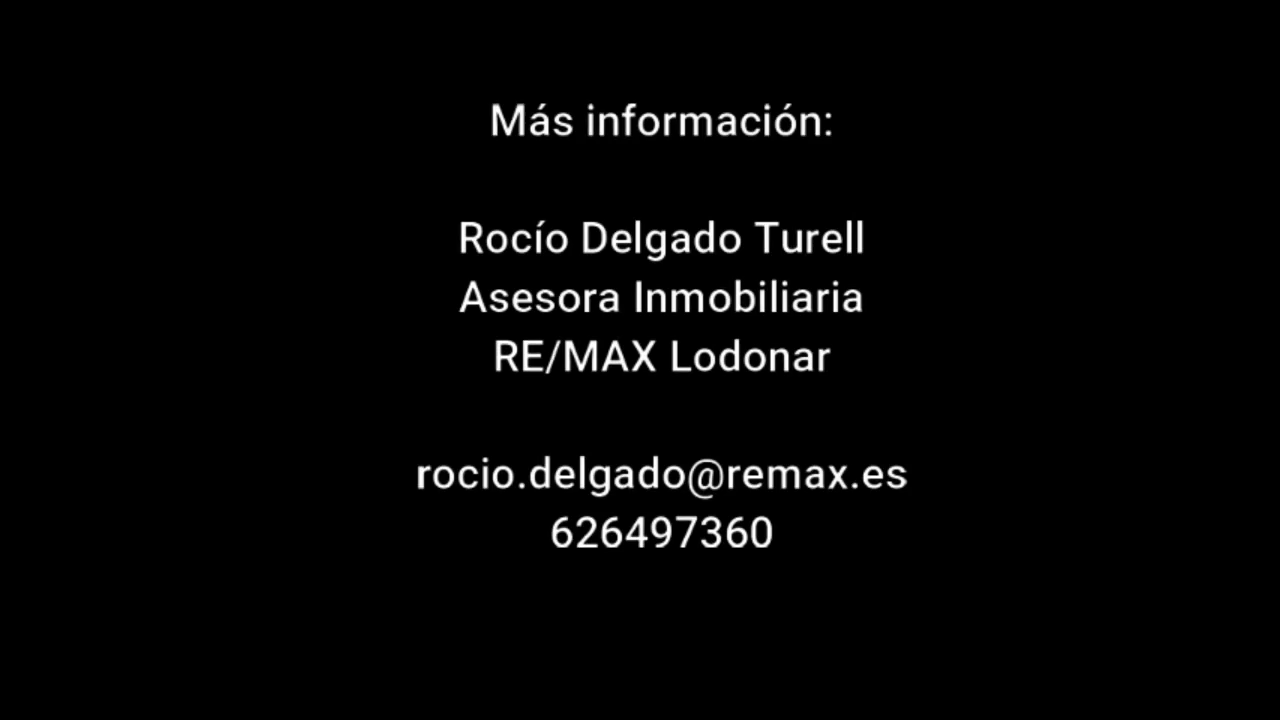 Más información:
Rocío Delgado Turell
Asesora Inmobiliaria
RE/MAX Lodonar
rocio.delgado@remax.es
626497360